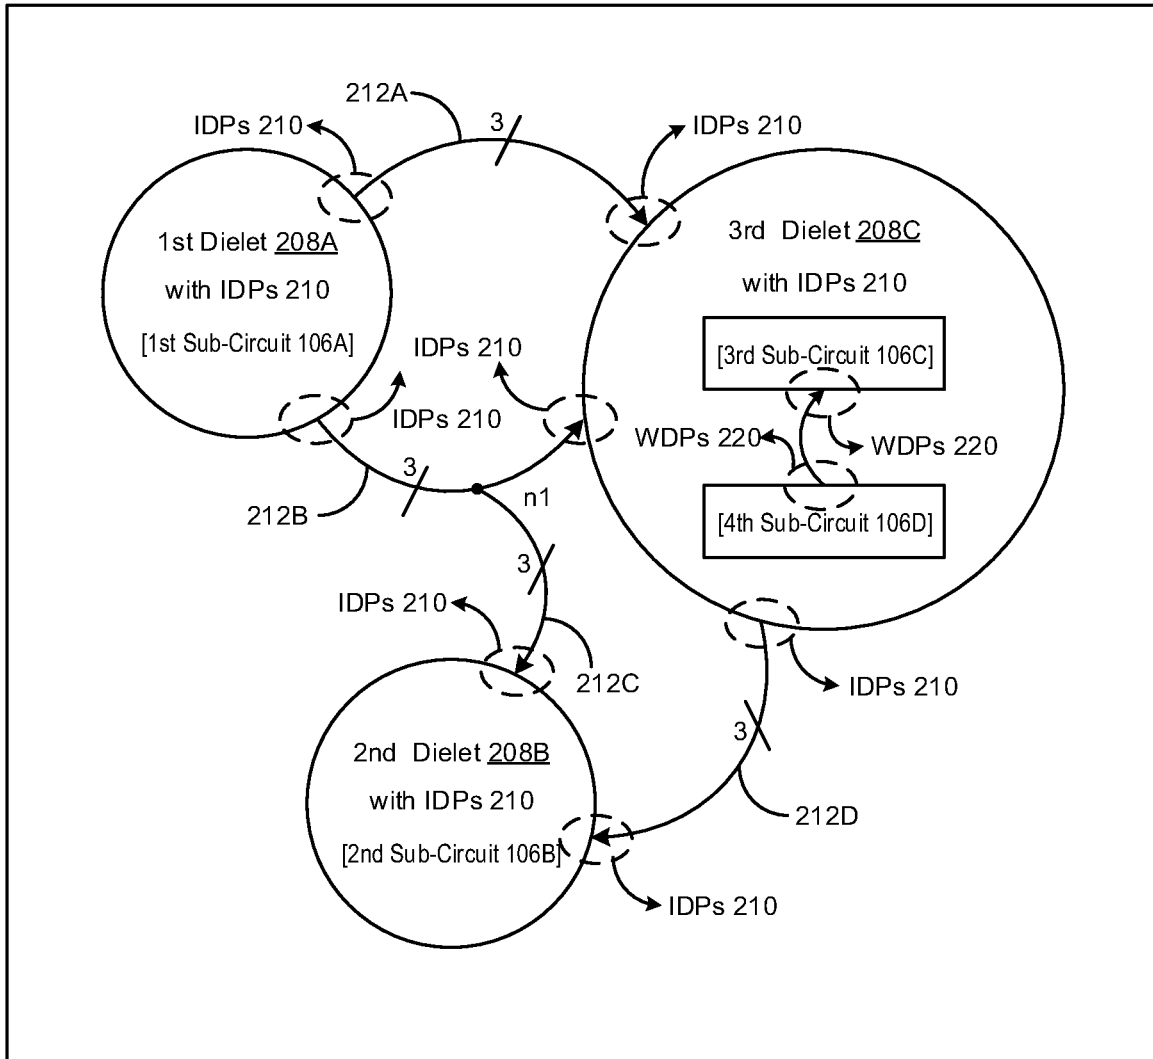 212A
3
IDPs 210
IDPs 210
1st Dielet 208A
with IDPs 210
[1st Sub-Circuit 106A]
3rd Dielet 208C
with IDPs 210
[3rd Sub-Circuit 106C]
IDPs 210
IDPs 210
WDPs 220
WDPs 220
3
n1
212B
[4th Sub-Circuit 106D]
3
IDPs 210
212C
IDPs 210
3
2nd Dielet 208B
with IDPs 210
[2nd Sub-Circuit 106B]
212D
IDPs 210